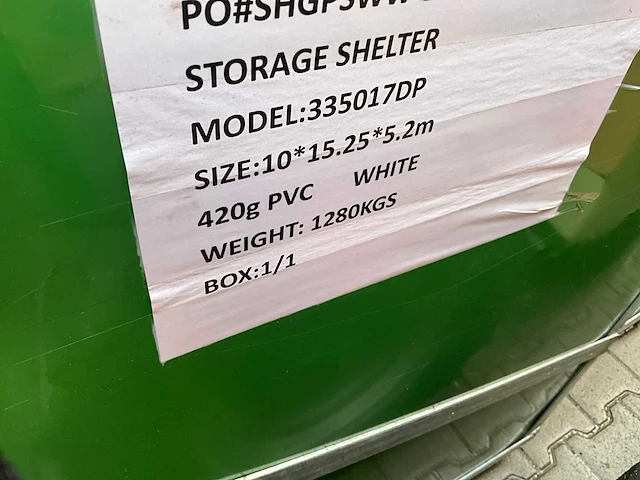 STORAGE SHELTER
MODEL:335017DP
SIZE:10*15.25*5.2m
420g PVC WHITE
WEIGHT: 1280KGS
BOX:1/1